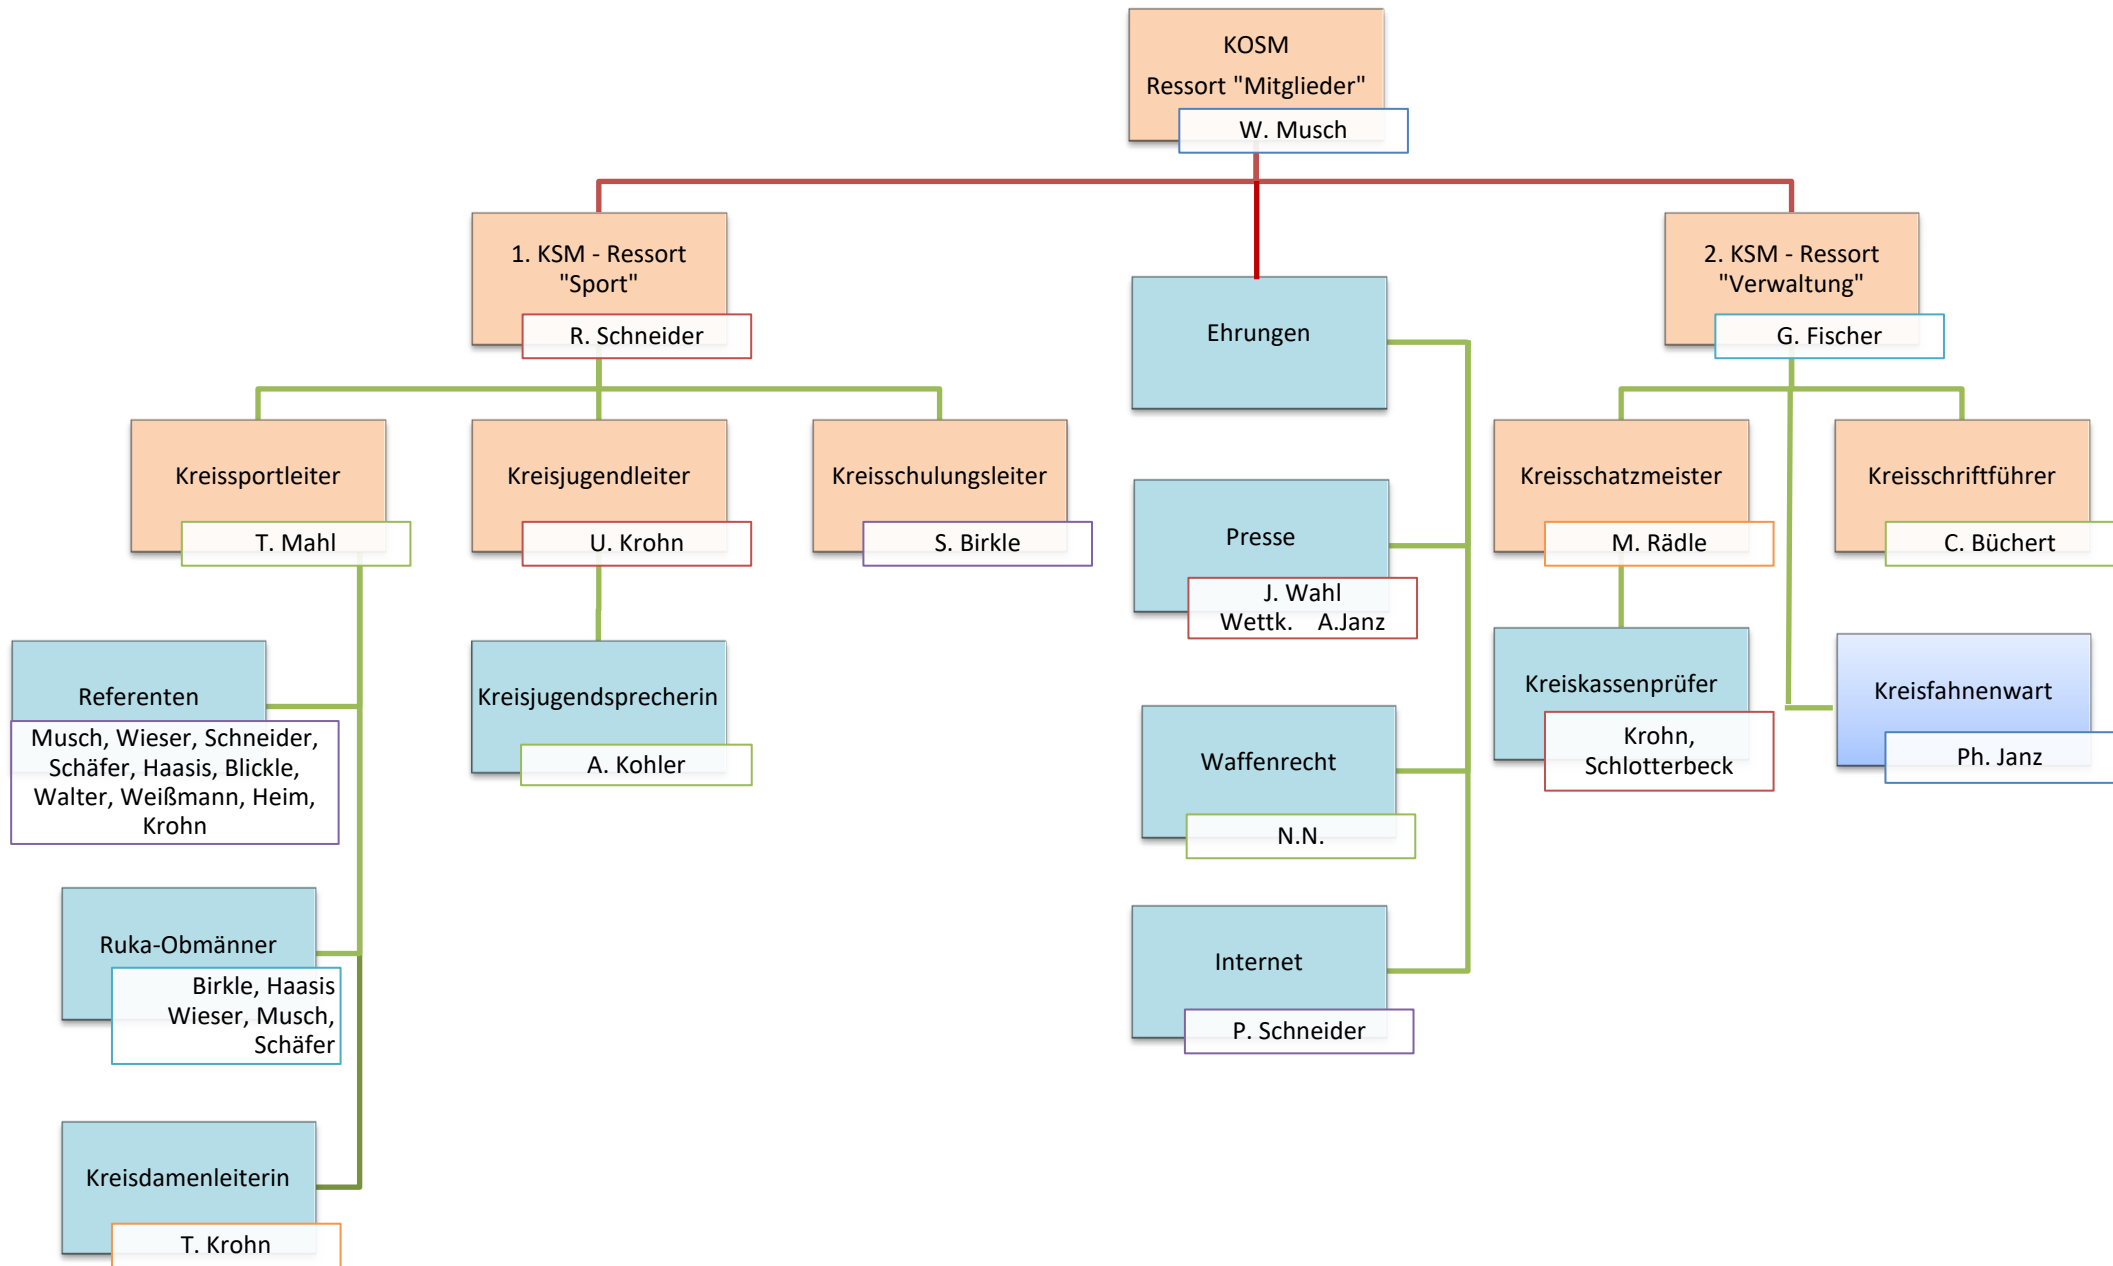 KOSM
Ressort "Mitglieder"
W. Musch
1. KSM - Ressort
"Sport"
R. Schneider
Ehrungen
2. KSM - Ressort
"Verwaltung"
G. Fischer
Kreissportleiter
T. Mahl
Kreisjugendleiter
U. Krohn
Kreisschulungsleiter
S. Birkle
Presse
J. Wahl
Wettk. A.Janz
Kreisschatzmeister
M. Rädle
Kreisschriftführer
C. Büchert
Referenten
Musch, Wieser, Schneider,
Schäfer, Haasis, Blickle,
Walter, Weißmann, Heim,
Krohn
Kreisjugendsprecherin
A. Kohler
Waffenrecht
N.N.
Kreiskassenprüfer
Krohn,
Schlotterbeck
Kreisfahnenwart
Ph. Janz
Ruka-Obmänner
Birkle, Haasis
Wieser, Musch,
Schäfer
Internet
P. Schneider
Kreisdamenleiterin
T. Krohn